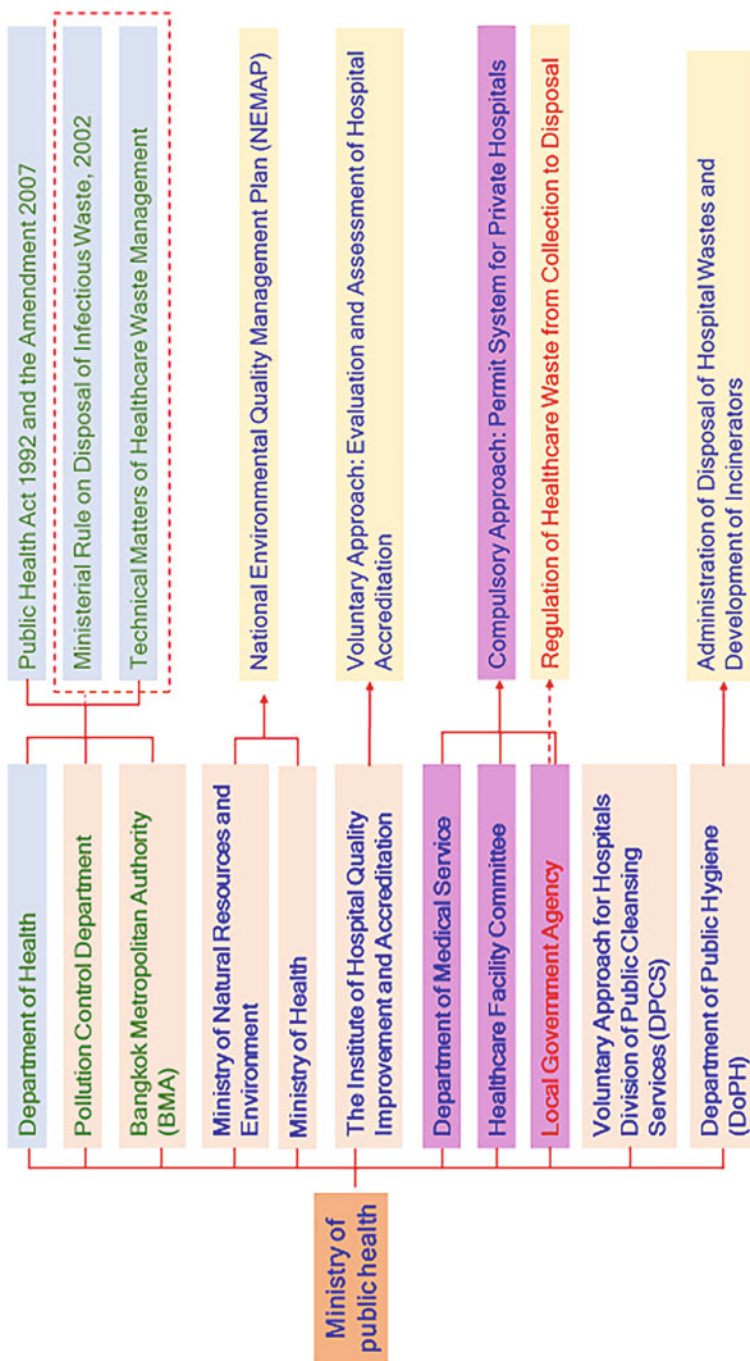 Ministry of
public health
Department of Health
Pollution Control Department
Bangkok Metropolitan Authority
(BMA)
Ministry of Natural Resources and
Environment
Ministry of Health
The Institute of Hospital Quality
Improvement and Accreditation
Department of Medical Service
Healthcare Facility Committee
Local Government Agency
Voluntary Approach for Hospitals
Division of Public Cleansing
Services (DPCS)
Department of Public Hygiene
(DoPH)
Public Health Act 1992 and the Amendment 2007
Ministerial Rule on Disposal of Infectious Waste, 2002
Technical Matters of Healthcare Waste Management
National Environmental Quality Management Plan (NEMAP)
Voluntary Approach: Evaluation and Assessment of Hospital
Accreditation
Compulsory Approach: Permit System for Private Hospitals
Regulation of Healthcare Waste from Collection to Disposal
Administration of Disposal of Hospital Wastes and
Development of Incinerators